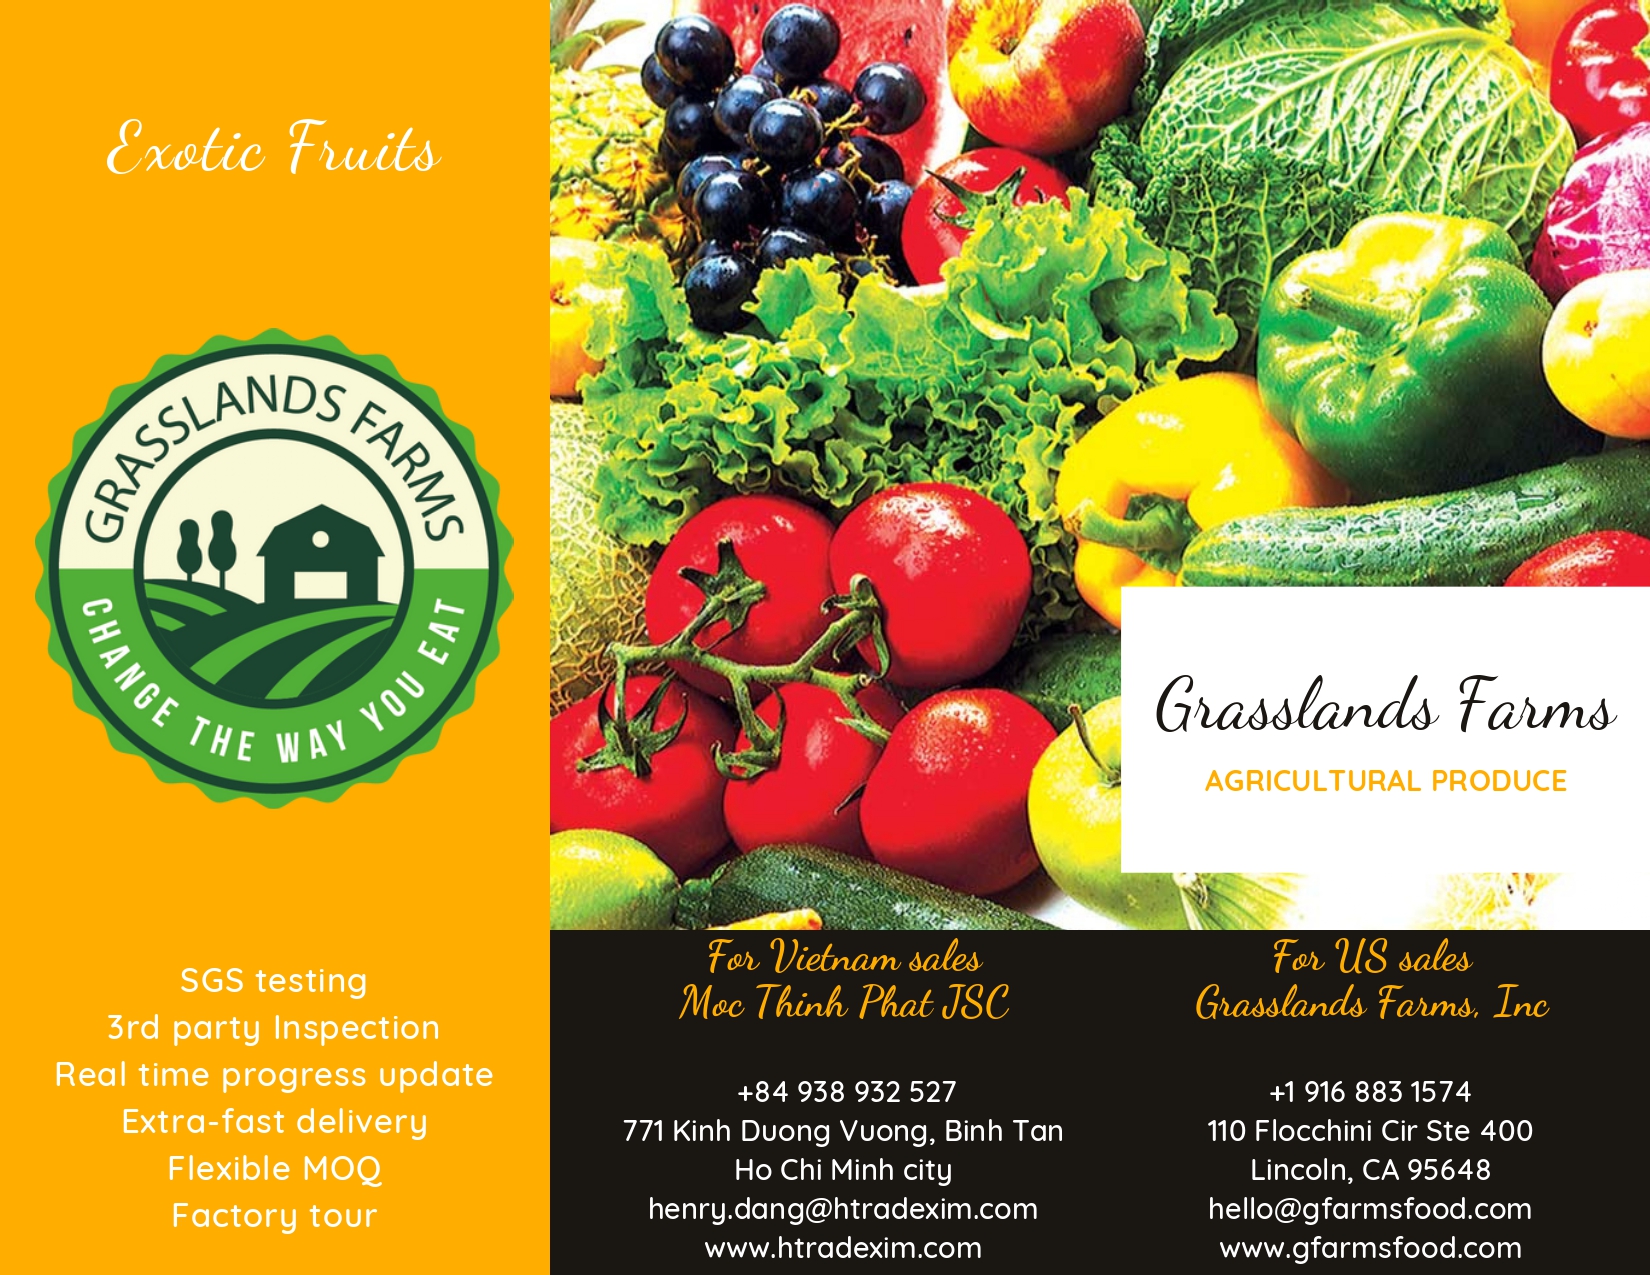 Exotic Fruits
GRASSLANDS FARMS
CHANGE THE WAY YOU EAT
SGS testing
3rd party Inspection
Real time progress update
Extra-fast delivery
Flexible MOQ
Factory tour
Grasslands Farms
AGRICULTURAL PRODUCE
For Vietnam sales
Moc Thinh Phat JSC
+84 938 932 527
771 Kinh Duong Vuong, Binh Tan
Ho Chi Minh city
henry.dang@htradexim.com
www.htradexim.com
For US sales
Grasslands Farms, Inc
+1 916 883 1574
110 Flocchini Cir Ste 400
Lincoln, CA 95648
hello@gfarmsfood.com
www.gfarmsfood.com